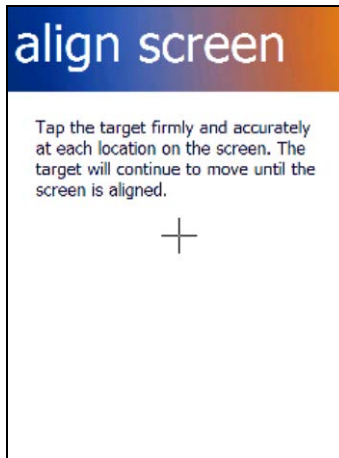 align screen
Tap the target firmly and accurately
at each location on the screen. The
target will continue to move until the
screen is aligned.